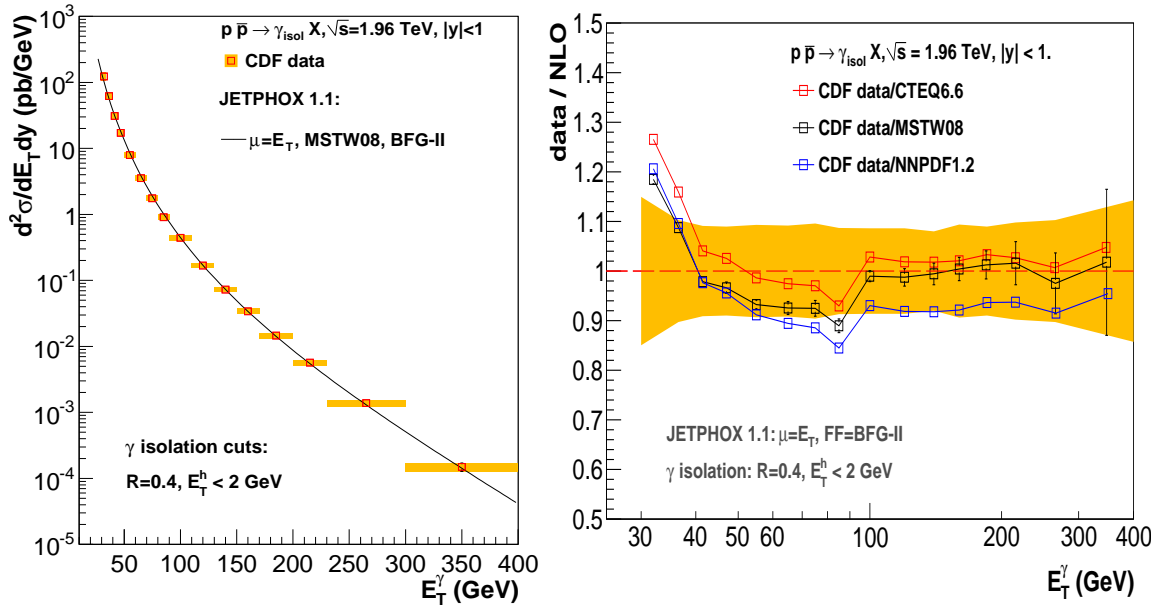 p p̅ → γ_isol X, √s=1.96 TeV, |y|<1
CDF data
JETPHOX 1.1:
μ=E_T, MSTW08, BFG-II
γ isolation cuts:
R=0.4, E_T^h < 2 GeV
d²σ/dE_T dy (pb/GeV)
10³
10²
10
1
10⁻¹
10⁻²
10⁻³
10⁻⁴
10⁻⁵
50 100 150 200 250 300 350 400
E_T^γ (GeV)
p p̅ → γ_isol X, √s = 1.96 TeV, |y| < 1.
CDF data/CTEQ6.6
CDF data/MSTW08
CDF data/NNPDF1.2
JETPHOX 1.1: μ=E_T, FF=BFG-II
γ isolation: R=0.4, E_T^h < 2 GeV
data / NLO
1.5
1.4
1.3
1.2
1.1
1
0.9
0.8
0.7
0.6
0.5
30 40 50 60 100 200 300 400
E_T^γ (GeV)